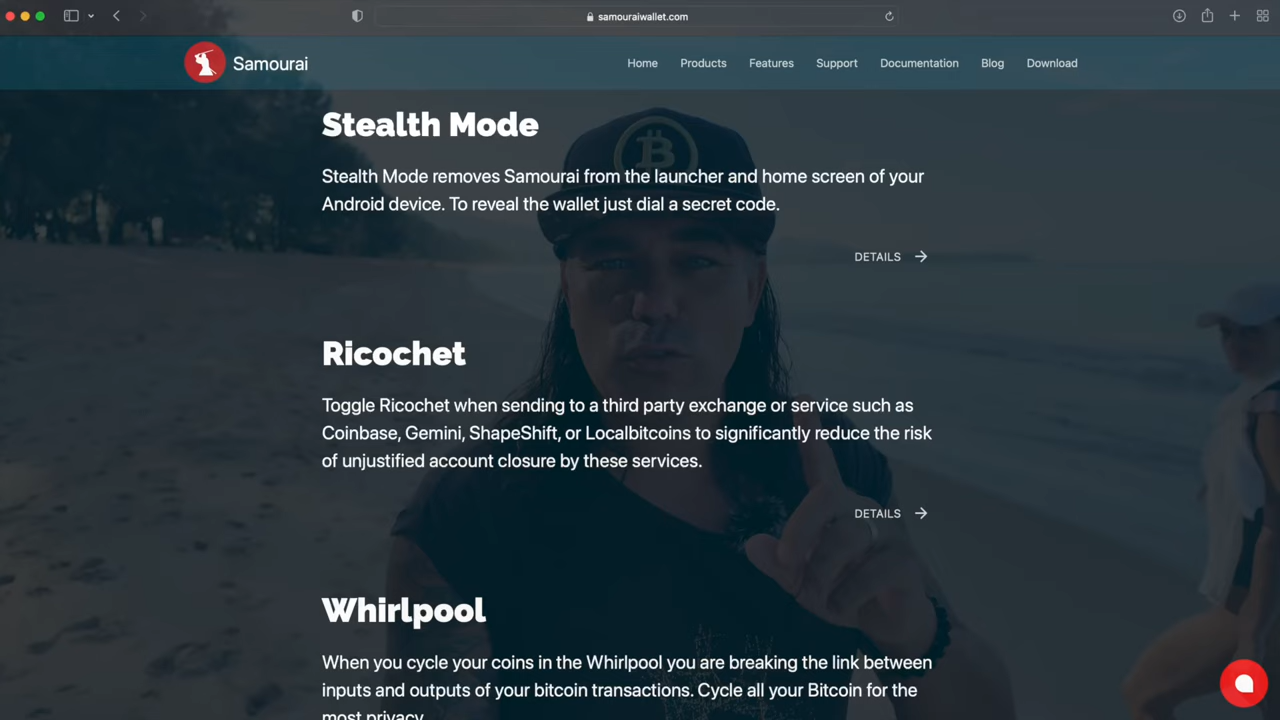 samouraiwallet.com
Samourai
Home Products Features Support Documentation Blog Download
Stealth Mode
Stealth Mode removes Samourai from the launcher and home screen of your
Android device. To reveal the wallet just dial a secret code.
DETAILS
Ricochet
Toggle Ricochet when sending to a third party exchange or service such as
Coinbase, Gemini, ShapeShift, or Localbitcoins to significantly reduce the risk
of unjustified account closure by these services.
DETAILS
Whirlpool
When you cycle your coins in the Whirlpool you are breaking the link between
inputs and outputs of your bitcoin transactions. Cycle all your Bitcoin for the
most privacy.